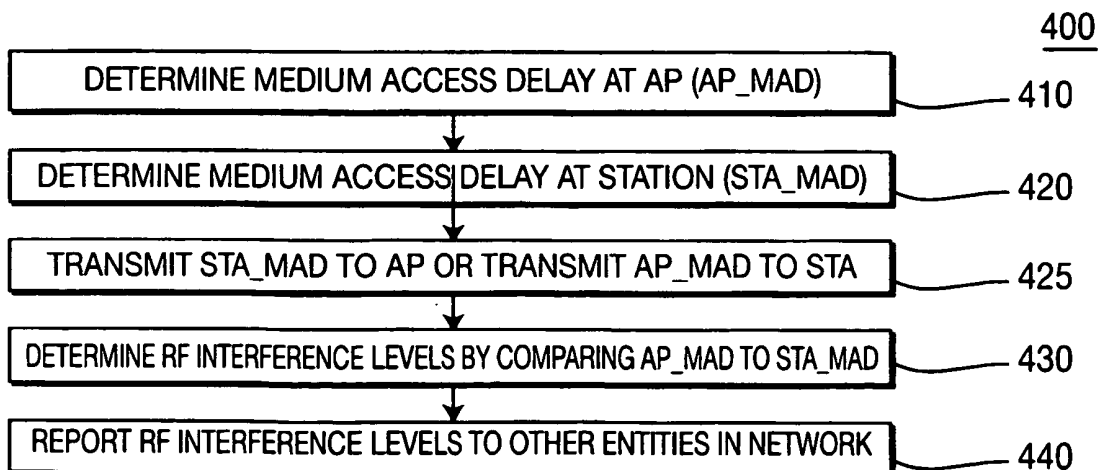 400
DETERMINE MEDIUM ACCESS DELAY AT AP (AP_MAD)
410
DETERMINE MEDIUM ACCESS DELAY AT STATION (STA_MAD)
420
TRANSMIT STA_MAD TO AP OR TRANSMIT AP_MAD TO STA
425
DETERMINE RF INTERFERENCE LEVELS BY COMPARING AP_MAD TO STA_MAD
430
REPORT RF INTERFERENCE LEVELS TO OTHER ENTITIES IN NETWORK
440